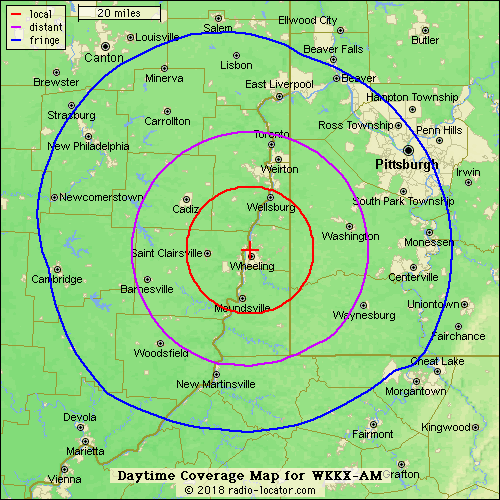 local
distant
fringe
20 miles
Salem
Ellwood City
Louisville
Butler
Canton
Beaver Falls
Lisbon
Brewster
Minerva
Beaver
East Liverpool
Strasburg
Hampton Township
Carrollton
Ross Township
Toronto
Penn Hills
New Philadelphia
Pittsburgh
Weirton
Irwin
Newcomerstown
Cadiz
Wellsburg
South Park Township
Washington
Monessen
Saint Clairsville
Wheeling
Cambridge
Centerville
Barnesville
Moundsville
Uniontown
Waynesburg
Fairchance
Woodsfield
Cheat Lake
New Martinsville
Morgantown
Devola
Fairmont
Kingwood
Marietta
Grafton
Vienna
Daytime Coverage Map for WKKX-AM
© 2018 radio-locator.com